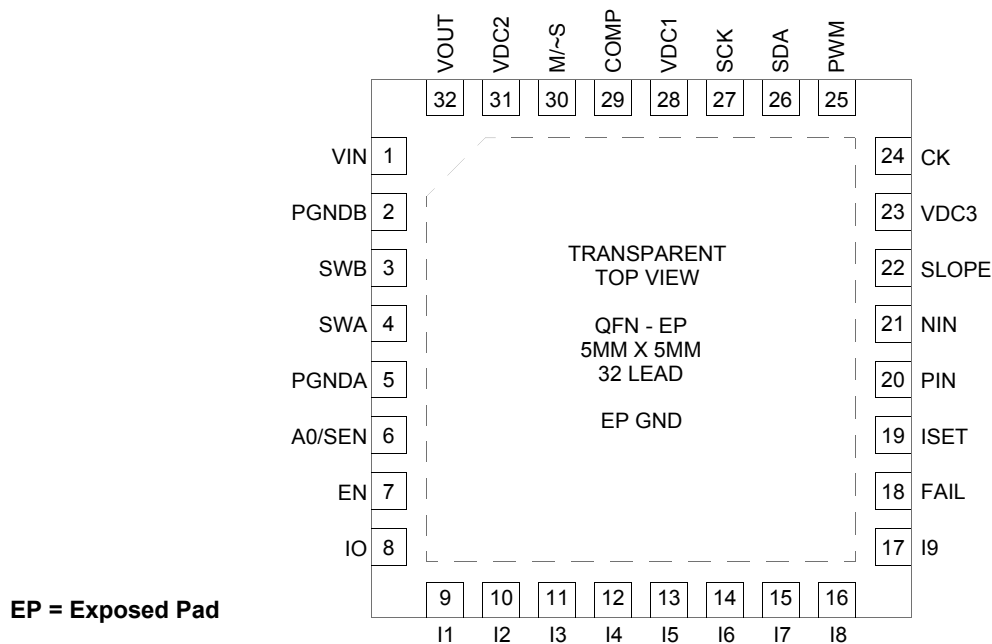 VOUT VDC2 M/~S COMP VDC1 SCK SDA PWM
32 31 30 29 28 27 26 25
VIN 1 24 CK
PGNDB 2 23 VDC3
SWB 3 22 SLOPE
SWA 4 21 NIN
PGNDA 5 20 PIN
A0/SEN 6 19 ISET
EN 7 18 FAIL
IO 8 17 I9
TRANSPARENT
TOP VIEW
QFN - EP
5MM X 5MM
32 LEAD
EP GND
9 10 11 12 13 14 15 16
I1 I2 I3 I4 I5 I6 I7 I8
EP = Exposed Pad